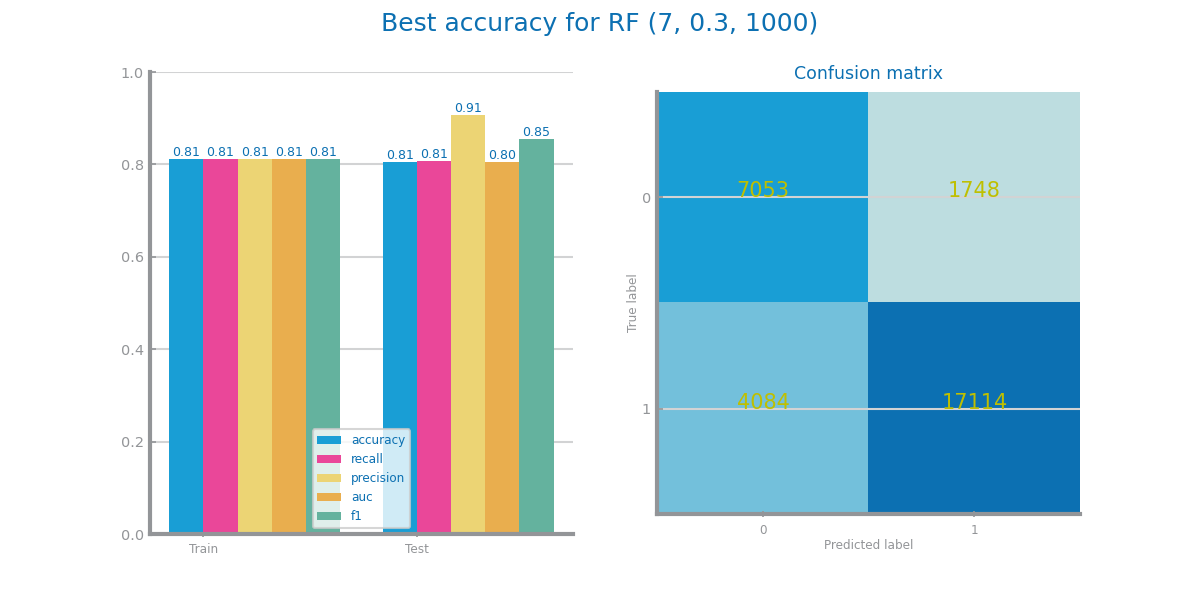 Best accuracy for RF (7, 0.3, 1000)
1.0
0.8
0.6
0.4
0.2
0.0
0.81 0.81 0.81 0.81 0.81
0.81 0.81 0.91 0.80 0.85
accuracy
recall
precision
auc
f1
Train Test
Confusion matrix
True label
0
1
7053 1748
4084 17114
0 1
Predicted label